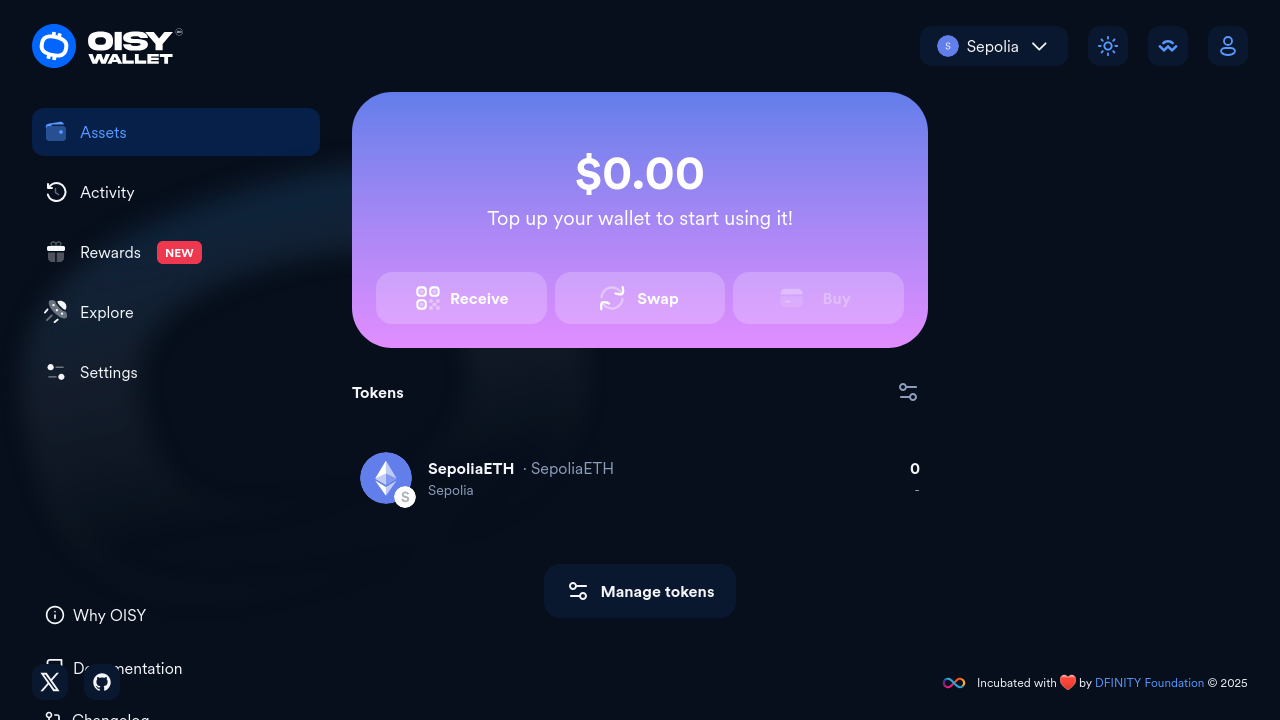 OISY
WALLET
S Sepolia
Assets
Activity
Rewards NEW
Explore
Settings
$0.00
Top up your wallet to start using it!
Receive
Swap
Buy
Tokens
SepoliaETH · SepoliaETH
0
S
Sepolia
-
Manage tokens
Why OISY
Documentation
Changelog
Incubated with ❤️ by DFINITY Foundation © 2025